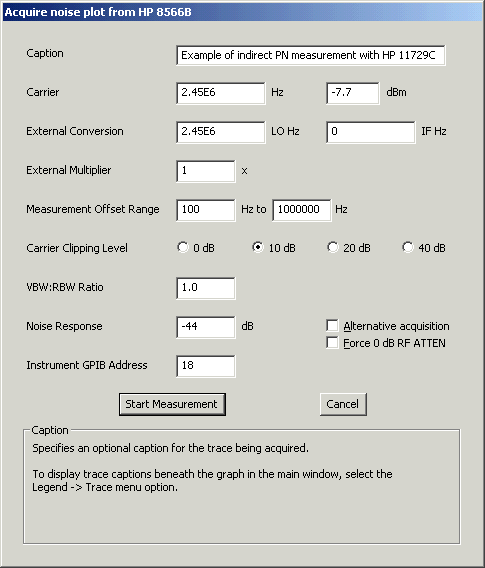 Acquire noise plot from HP 8566B
Caption Example of indirect PN measurement with HP 11729C
Carrier 2.45E6 Hz -7.7 dBm
External Conversion 2.45E6 LO Hz 0 IF Hz
External Multiplier 1 x
Measurement Offset Range 100 Hz to 1000000 Hz
Carrier Clipping Level 0 dB 10 dB 20 dB 40 dB
VBW:RBW Ratio 1.0
Noise Response -44 dB Alternative acquisition
Force 0 dB RF ATTEN
Instrument GPIB Address 18
Start Measurement Cancel
Caption
Specifies an optional caption for the trace being acquired.
To display trace captions beneath the graph in the main window, select the
Legend -> Trace menu option.